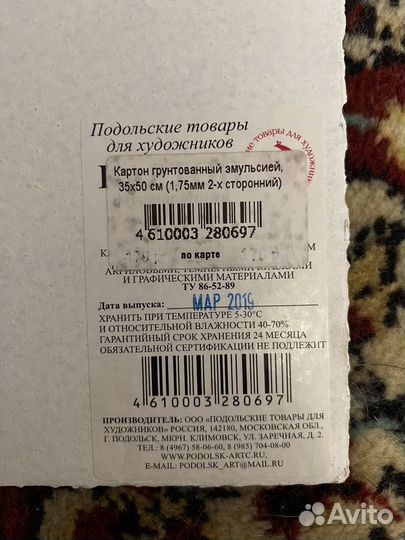 Подольские товары
для художников
Картон грунтованный эмульсией,
35х50 см (1,75мм 2-х сторонний)
4 610003 280697
по карте
И ГРАФИЧЕСКИМИ МАТЕРИАЛАМИ
ТУ 86-52-89
Дата выпуска: МАР 2019
ХРАНИТЬ ПРИ ТЕМПЕРАТУРЕ 5-30°С
И ОТНОСИТЕЛЬНОЙ ВЛАЖНОСТИ 40-70%
ГАРАНТИЙНЫЙ СРОК ХРАНЕНИЯ 24 МЕСЯЦА
ОБЯЗАТЕЛЬНОЙ СЕРТИФИКАЦИИ НЕ ПОДЛЕЖИТ
4 610003 280697
ПРОИЗВОДИТЕЛЬ: ООО «ПОДОЛЬСКИЕ ТОВАРЫ ДЛЯ
ХУДОЖНИКОВ» РОССИЯ, 142180, МОСКОВСКАЯ ОБЛ.,
Г. ПОДОЛЬСК, МКРН. КЛИМОВСК, УЛ. ЗАРЕЧНАЯ, Д. 2.
ТЕЛ.: 8 (4967) 58-06-60, 8 (985) 704-08-00
WWW.PODOLSK-ARTC.RU,
E-MAIL: PODOLSK_ART@MAIL.RU
Avito